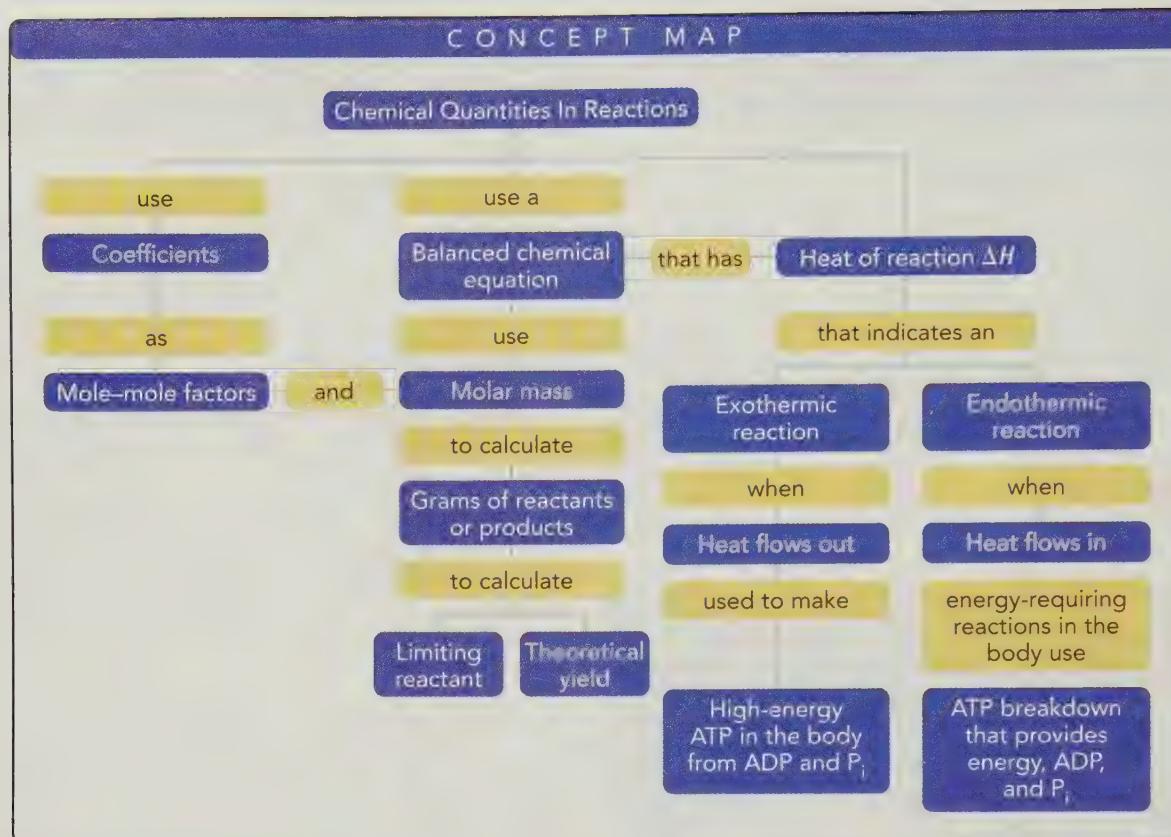 CONCEPT MAP
Chemical Quantities In Reactions
use
Coefficients
as
Mole–mole factors
and
use a
Balanced chemical
equation
that has
Heat of reaction ΔH
use
Molar mass
to calculate
Grams of reactants
or products
to calculate
Limiting
reactant
Theoretical
yield
that indicates an
Exothermic
reaction
when
Heat flows out
used to make
High-energy
ATP in the body
from ADP and Pᵢ
Endothermic
reaction
when
Heat flows in
energy-requiring
reactions in the
body use
ATP breakdown
that provides
energy, ADP,
and Pᵢ